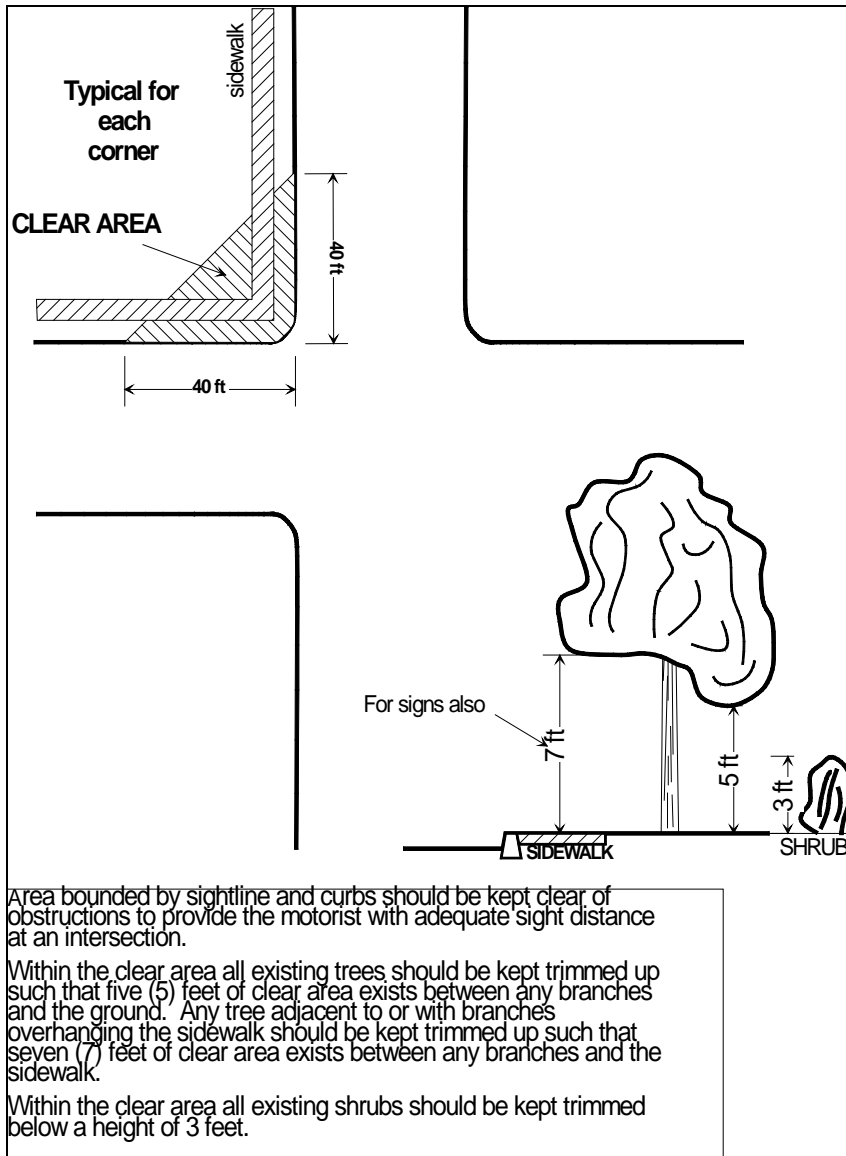 sidewalk
Typical for
each
corner
CLEAR AREA
40 ft
40 ft
For signs also
7 ft
5 ft
3 ft
SIDEWALK
SHRUB
Area bounded by sightline and curbs should be kept clear of
obstructions to provide the motorist with adequate sight distance
at an intersection.
Within the clear area all existing trees should be kept trimmed up
such that five (5) feet of clear area exists between any branches
and the ground. Any tree adjacent to or with branches
overhanging the sidewalk should be kept trimmed up such that
seven (7) feet of clear area exists between any branches and the
sidewalk.
Within the clear area all existing shrubs should be kept trimmed
below a height of 3 feet.